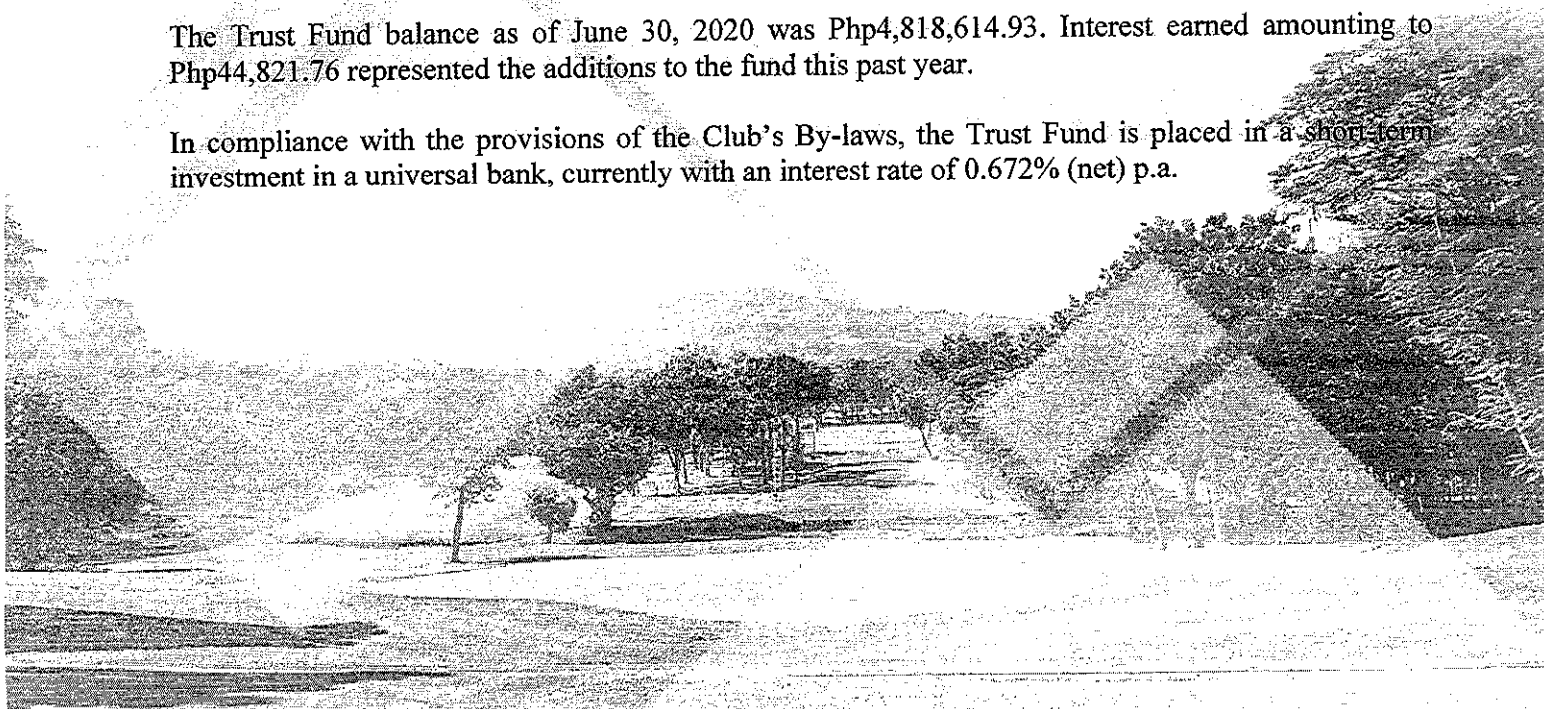 The Trust Fund balance as of June 30, 2020 was Php4,818,614.93. Interest earned amounting to
Php44,821.76 represented the additions to the fund this past year.
In compliance with the provisions of the Club's By-laws, the Trust Fund is placed in a short-term
investment in a universal bank, currently with an interest rate of 0.672% (net) p.a.